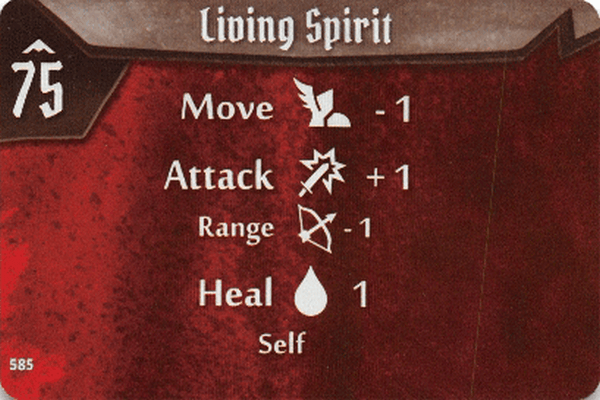 Living Spirit
75
Move - 1
Attack + 1
Range - 1
Heal 1
Self
585